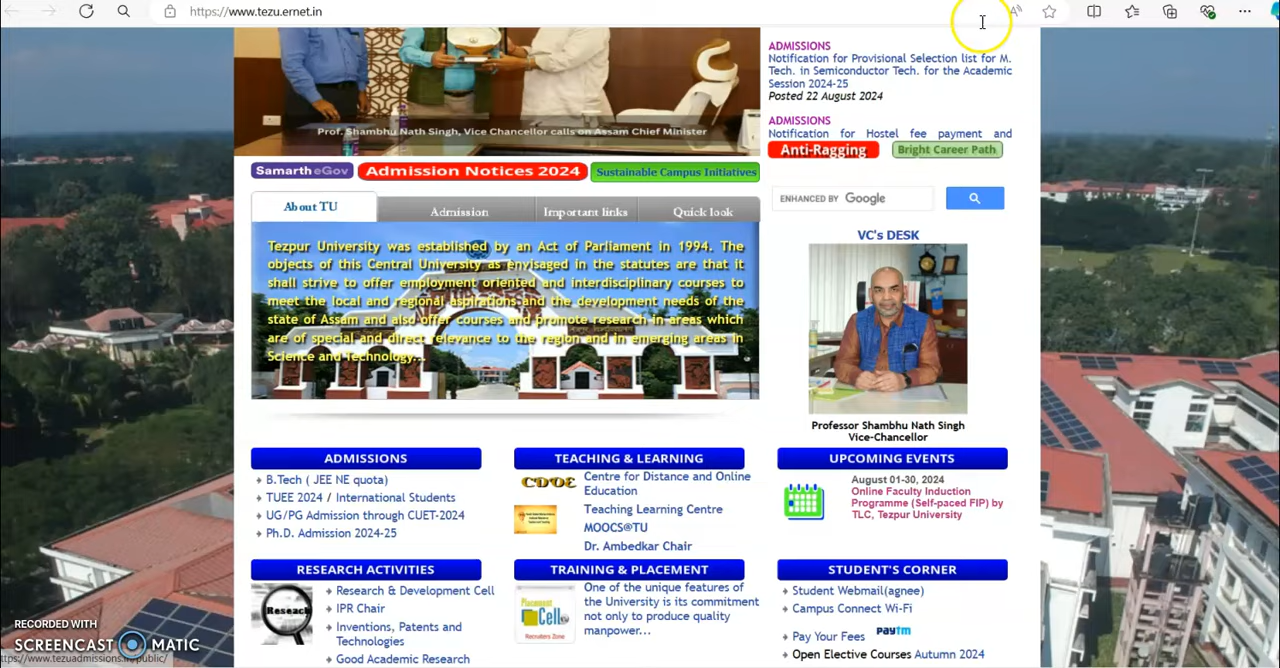 https://www.tezu.ernet.in
Prof. Shambhu Nath Singh, Vice Chancellor calls on Assam Chief Minister
ADMISSIONS
Notification for Provisional Selection list for M.
Tech. in Semiconductor Tech. for the Academic
Session 2024-25
Posted 22 August 2024
ADMISSIONS
Notification for Hostel fee payment and
Anti-Ragging
Bright Career Path
Samarth eGov
Admission Notices 2024
Sustainable Campus Initiatives
ENHANCED BY Google
About TU
Admission
Important links
Quick look
Tezpur University was established by an Act of Parliament in 1994. The
objects of this Central University as envisaged in the statutes are that it
shall strive to offer employment oriented and interdisciplinary courses to
meet the local and regional aspirations and the development needs of the
state of Assam and also offer courses and promote research in areas which
are of special and direct relevance to the region and in emerging areas in
Science and Technology...
VC's DESK
Professor Shambhu Nath Singh
Vice-Chancellor
ADMISSIONS
B.Tech ( JEE NE quota)
TUEE 2024 / International Students
UG/PG Admission through CUET-2024
Ph.D. Admission 2024-25
TEACHING & LEARNING
CDOE
Centre for Distance and Online
Education
Teaching Learning Centre
MOOCS@TU
Dr. Ambedkar Chair
UPCOMING EVENTS
August 01-30, 2024
Online Faculty Induction
Programme (Self-paced FIP) by
TLC, Tezpur University
RESEARCH ACTIVITIES
Reseach
Research & Development Cell
IPR Chair
Inventions, Patents and
Technologies
Good Academic Research
TRAINING & PLACEMENT
Placement
Cell
Recruiters Zone
One of the unique features of
the University is its commitment
not only to produce quality
manpower...
STUDENT'S CORNER
Student Webmail(agnee)
Campus Connect Wi-Fi
Pay Your Fees paytm
Open Elective Courses Autumn 2024
RECORDED WITH
SCREENCAST MATIC
ttps://www.tezuadmissions.in/public/